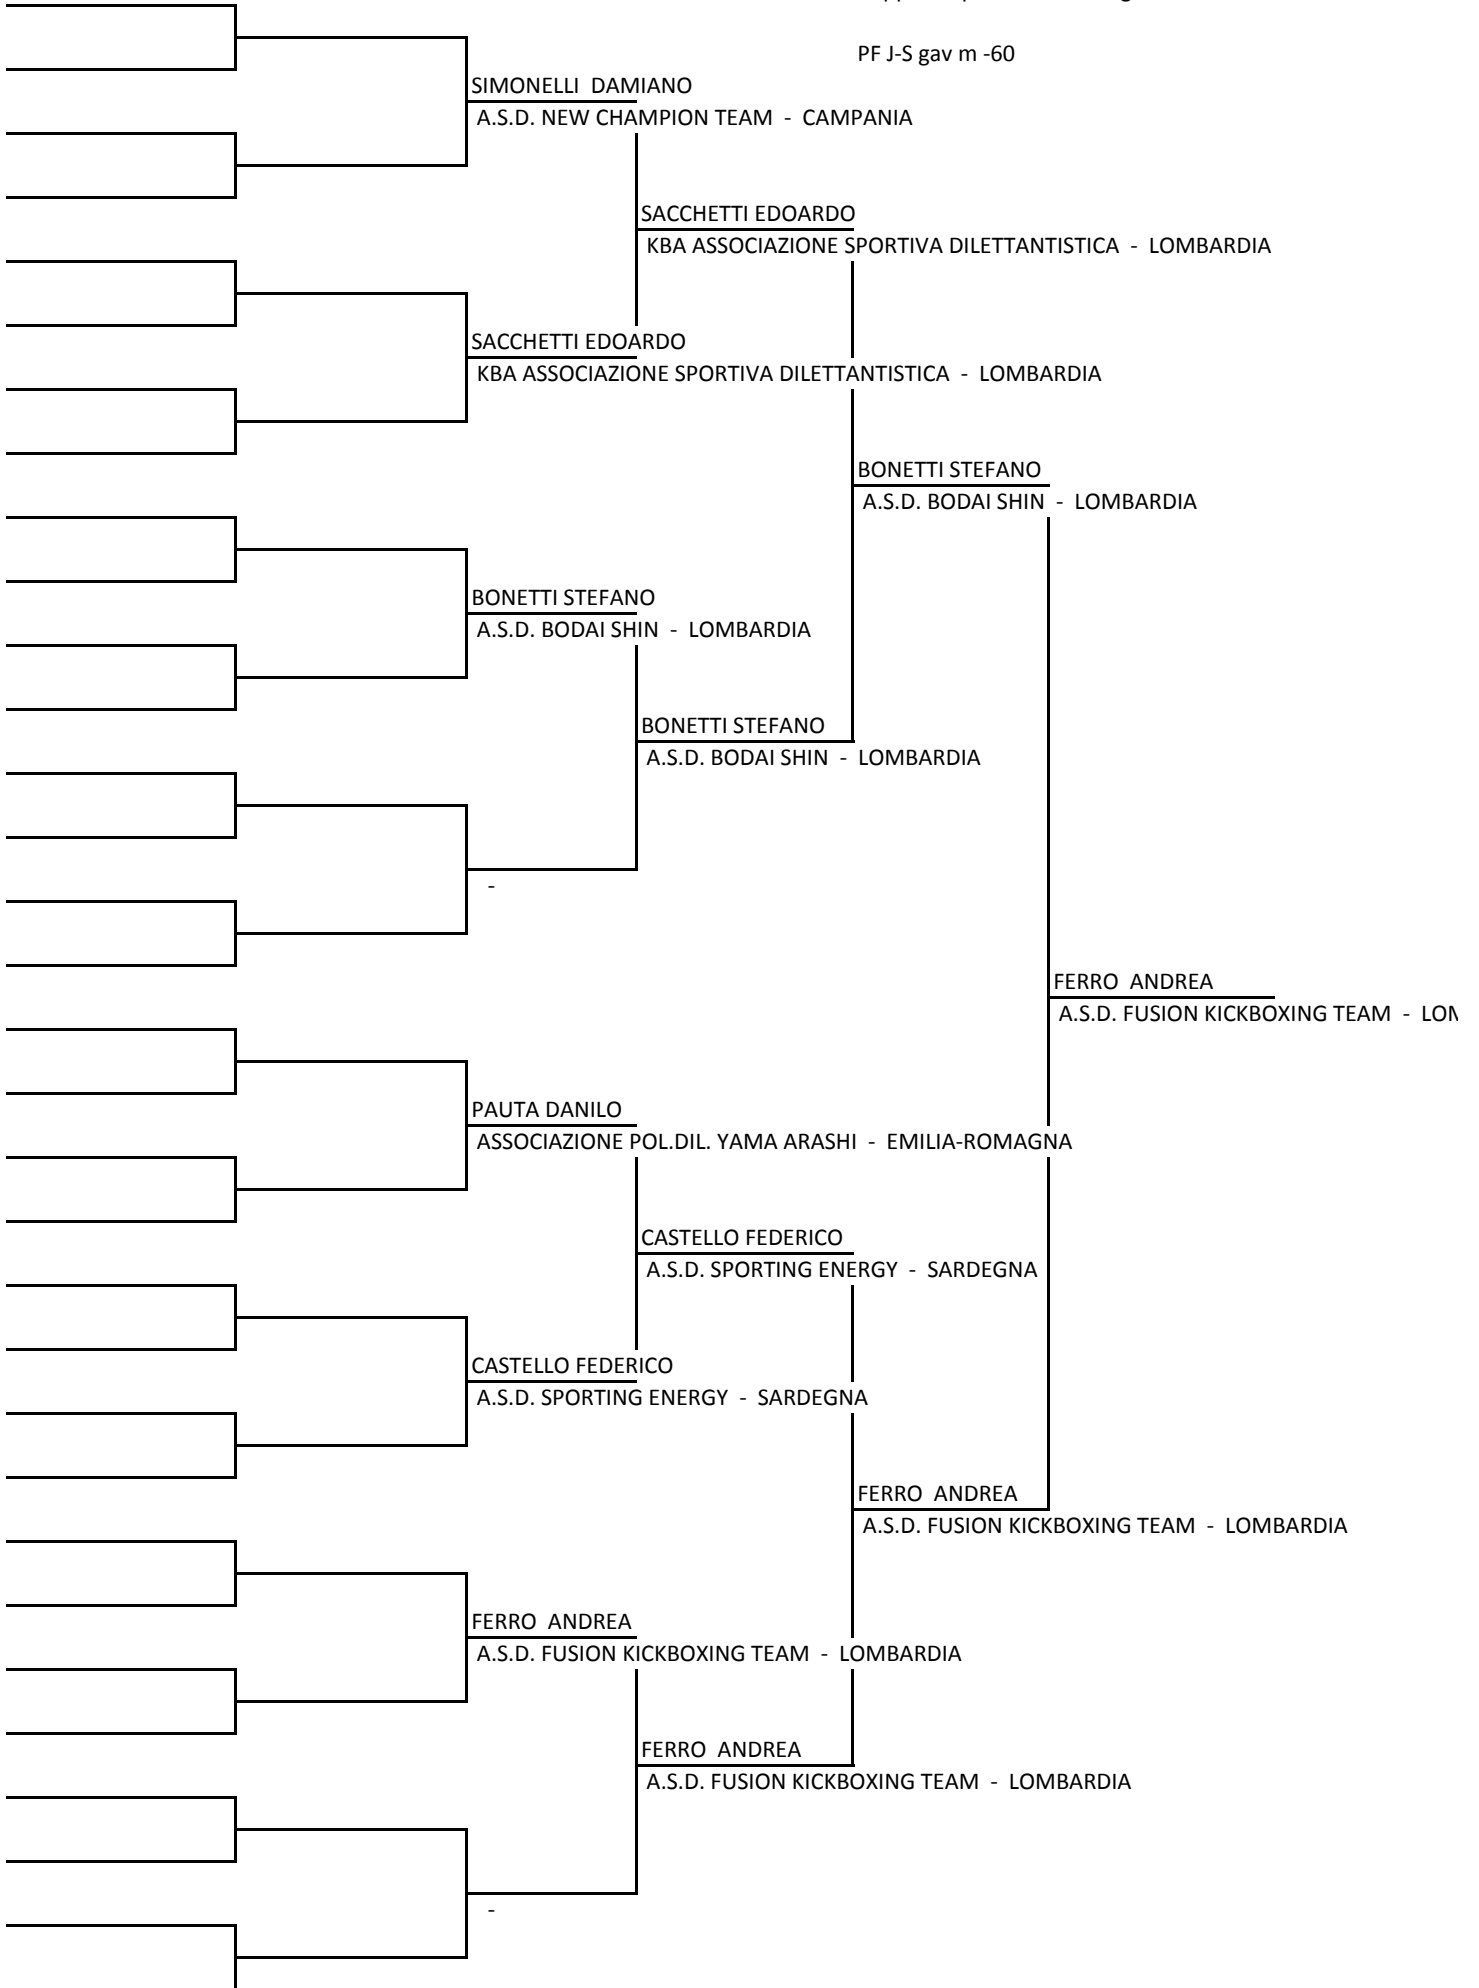 PF J-S gav m -60
SIMONELLI  DAMIANO
A.S.D. NEW CHAMPION TEAM  -  CAMPANIA
SACCHETTI EDOARDO
KBA ASSOCIAZIONE SPORTIVA DILETTANTISTICA  -  LOMBARDIA
SACCHETTI EDOARDO
KBA ASSOCIAZIONE SPORTIVA DILETTANTISTICA  -  LOMBARDIA
BONETTI STEFANO
A.S.D. BODAI SHIN  -  LOMBARDIA
BONETTI STEFANO
A.S.D. BODAI SHIN  -  LOMBARDIA
BONETTI STEFANO
A.S.D. BODAI SHIN  -  LOMBARDIA
-
FERRO  ANDREA
A.S.D. FUSION KICKBOXING TEAM  -
PAUTA DANILO
ASSOCIAZIONE POL.DIL. YAMA ARASHI  -  EMILIA-ROMAGNA
CASTELLO FEDERICO
A.S.D. SPORTING ENERGY  -  SARDEGNA
CASTELLO FEDERICO
A.S.D. SPORTING ENERGY  -  SARDEGNA
FERRO  ANDREA
A.S.D. FUSION KICKBOXING TEAM  -  LOMBARDIA
FERRO  ANDREA
A.S.D. FUSION KICKBOXING TEAM  -  LOMBARDIA
FERRO  ANDREA
A.S.D. FUSION KICKBOXING TEAM  -  LOMBARDIA
-